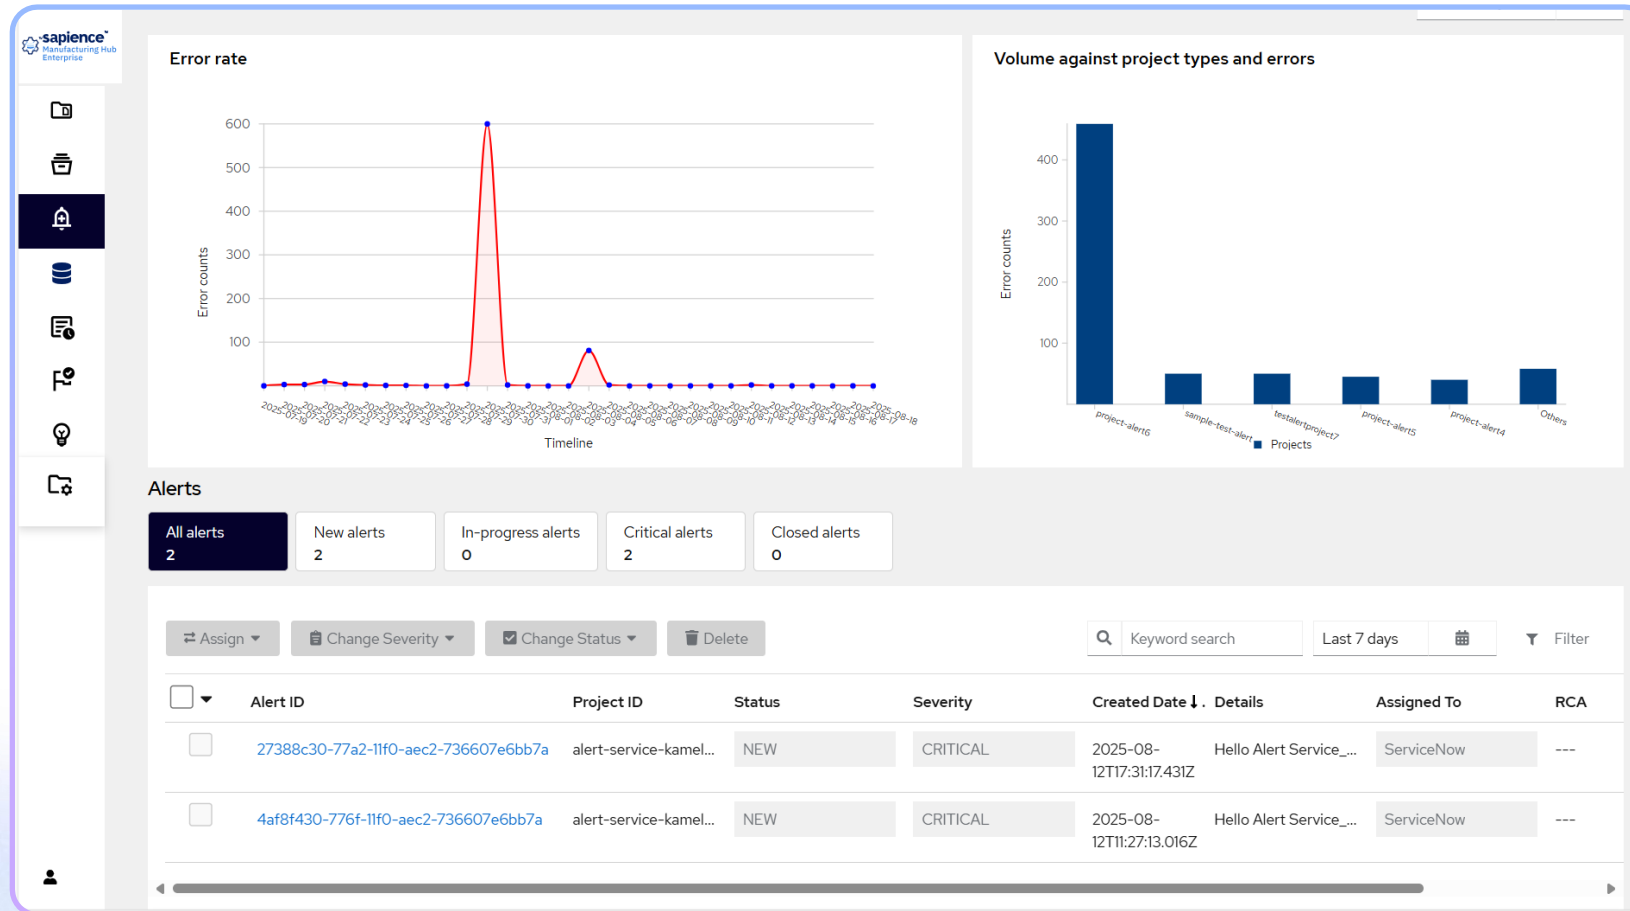 sapience™
Manufacturing Hub
Enterprise
Error rate
600
500
400
300
200
100
Error counts
2025-08-18
Timeline
Volume against project types and errors
400
300
200
100
Error counts
project-alert6
sample-test-alert
testalertproject7
project-alert5
project-alert4
Others
Projects
Alerts
All alerts
2
New alerts
2
In-progress alerts
0
Critical alerts
2
Closed alerts
0
Assign
Change Severity
Change Status
Delete
Keyword search
Last 7 days
Filter
Alert ID Project ID Status Severity Created Date Details Assigned To RCA
27388c30-77a2-11f0-aec2-736607e6bb7a alert-service-kamel... NEW CRITICAL 2025-08- Hello Alert Service_... ServiceNow ---
12T17:31:17.431Z
4af8f430-776f-11f0-aec2-736607e6bb7a alert-service-kamel... NEW CRITICAL 2025-08- Hello Alert Service_... ServiceNow ---
12T11:27:13.016Z